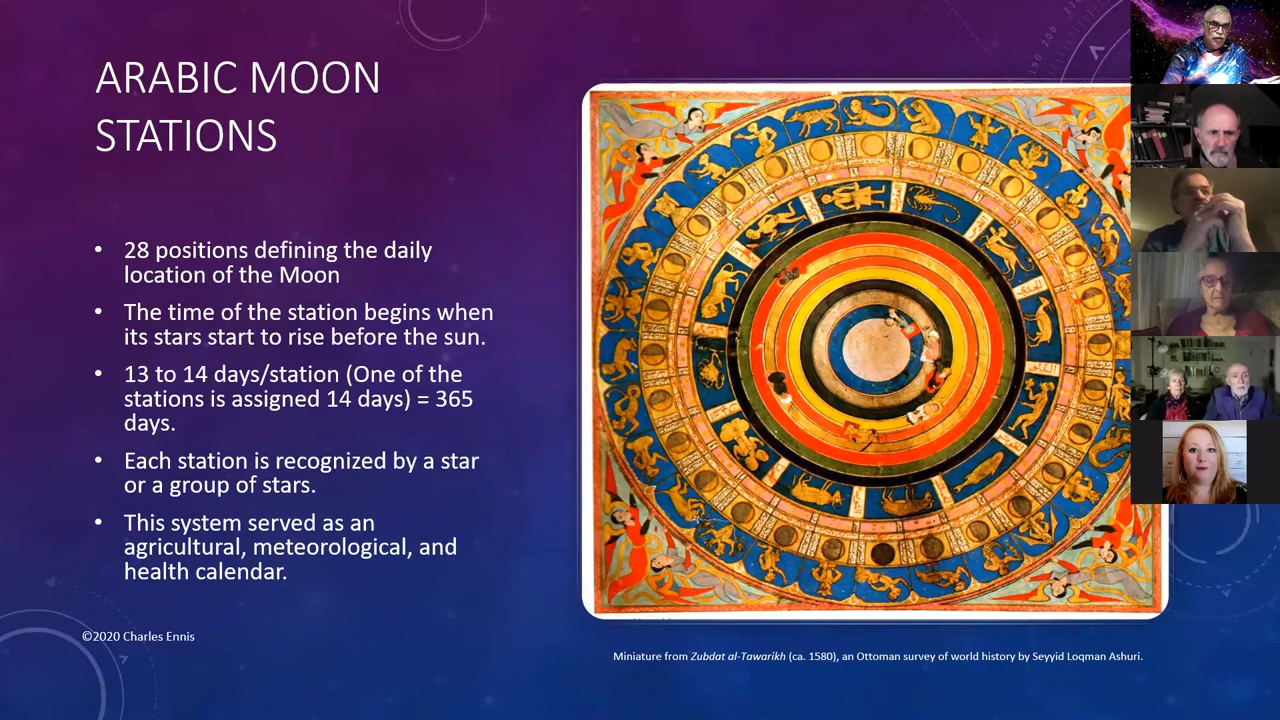 ARABIC MOON
STATIONS
• 28 positions defining the daily
location of the Moon
• The time of the station begins when
its stars start to rise before the sun.
• 13 to 14 days/station (One of the
stations is assigned 14 days) = 365
days.
• Each station is recognized by a star
or a group of stars.
• This system served as an
agricultural, meteorological, and
health calendar.
©2020 Charles Ennis
Miniature from Zubdat al-Tawarikh (ca. 1580), an Ottoman survey of world history by Seyyid Loqman Ashuri.
190 200 210